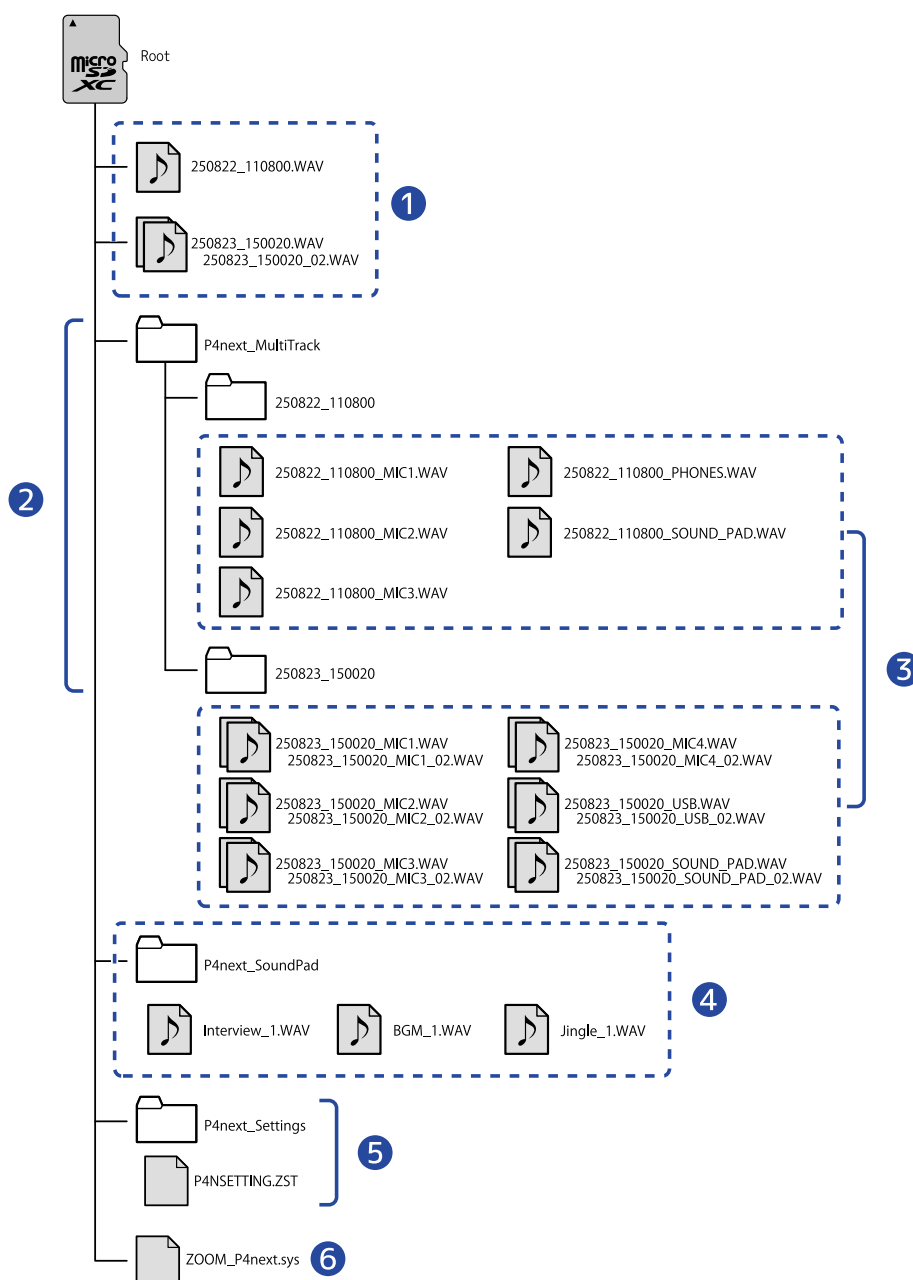 Root
micro
SD
XC
250822_110800.WAV
1
250823_150020.WAV
250823_150020_02.WAV
2
P4next_MultiTrack
250822_110800
250822_110800_MIC1.WAV
250822_110800_PHONES.WAV
250822_110800_MIC2.WAV
250822_110800_SOUND_PAD.WAV
250822_110800_MIC3.WAV
3
250823_150020
250823_150020_MIC1.WAV
250823_150020_MIC1_02.WAV
250823_150020_MIC4.WAV
250823_150020_MIC4_02.WAV
250823_150020_MIC2.WAV
250823_150020_MIC2_02.WAV
250823_150020_USB.WAV
250823_150020_USB_02.WAV
250823_150020_MIC3.WAV
250823_150020_MIC3_02.WAV
250823_150020_SOUND_PAD.WAV
250823_150020_SOUND_PAD_02.WAV
P4next_SoundPad
4
Interview_1.WAV
BGM_1.WAV
Jingle_1.WAV
P4next_Settings
5
P4NSETTING.ZST
ZOOM_P4next.sys
6